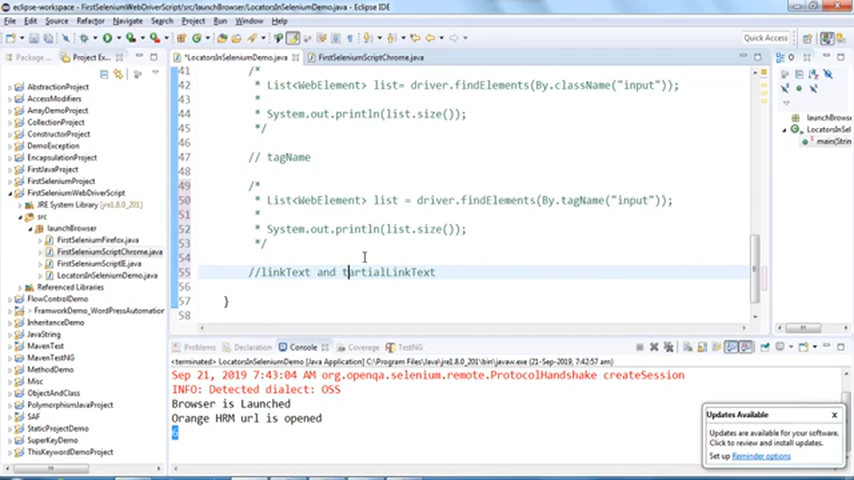 eclipse-workspace - FirstSeleniumWebDriverScript/src/launchBrowser/LocatorsInSeleniumDemo.java - Eclipse IDE
File Edit Source Refactor Navigate Search Project Run Window Help
Quick Access
Package ...
Project Ex...
*LocatorsInSeleniumDemo.java
FirstSeleniumScriptChrome.java
O
AbstractionProject
AccessModifiers
ArrayDemoProject
CollectionProject
ConstructorProject
DemoException
EncapsulationProject
FirstJavaProject
FirstSeleniumProject
FirstSeleniumWebDriverScript
JRE System Library [jre1.8.0_201]
src
launchBrowser
FirstSeleniumFirefox.java
FirstSeleniumScriptChrome.java
FirstSeleniumScriptIE.java
LocatorsInSeleniumDemo.java
Referenced Libraries
FlowControlDemo
FramworkDemo_WordPressAutomation
InheritanceDemo
JavaString
MavenTest
MavenTestNG
MethodDemo
Misc
ObjectAndClass
PolymorphismJavaProject
SAF
StaticProjectDemo
SuperKeyDemo
ThisKeywordDemoProject
41 /*
42 * List<WebElement> list= driver.findElements(By.className("input"));
43 *
44 * System.out.println(list.size());
45 */
46
47 // tagName
48
49 /*
50 * List<WebElement> list = driver.findElements(By.tagName("input"));
51 *
52 * System.out.println(list.size());
53 */
54
55 //linkText and tartialLinkText
56
57 }
58
launchBrowser
LocatorsInSe
main(Strin
Problems
Declaration
Console
Coverage
TestNG
<terminated> LocatorsInSeleniumDemo [Java Application] C:\Program Files\Java\jre1.8.0_201\bin\javaw.exe (21-Sep-2019, 7:42:57 am)
Sep 21, 2019 7:43:04 AM org.openqa.selenium.remote.ProtocolHandshake createSession
INFO: Detected dialect: OSS
Browser is Launched
Orange HRM url is opened
6
Updates Available
Updates are available for your software.
Click to review and install updates.
Set up Reminder options